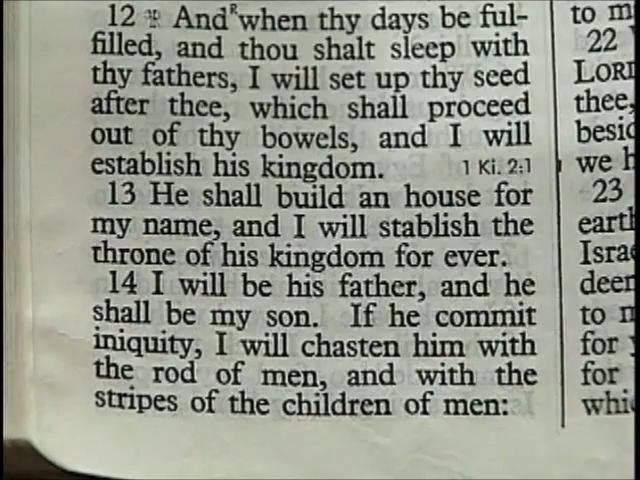 12 And when thy days be ful-
filled, and thou shalt sleep with
thy fathers, I will set up thy seed
after thee, which shall proceed
out of thy bowels, and I will
establish his kingdom. 1 Ki. 2:1
13 He shall build an house for
my name, and I will stablish the
throne of his kingdom for ever.
14 I will be his father, and he
shall be my son. If he commit
iniquity, I will chasten him with
the rod of men, and with the
stripes of the children of men:
to m
22
LORD
thee,
besid
we h
23
earth
Israe
deem
to n
for
for
whi